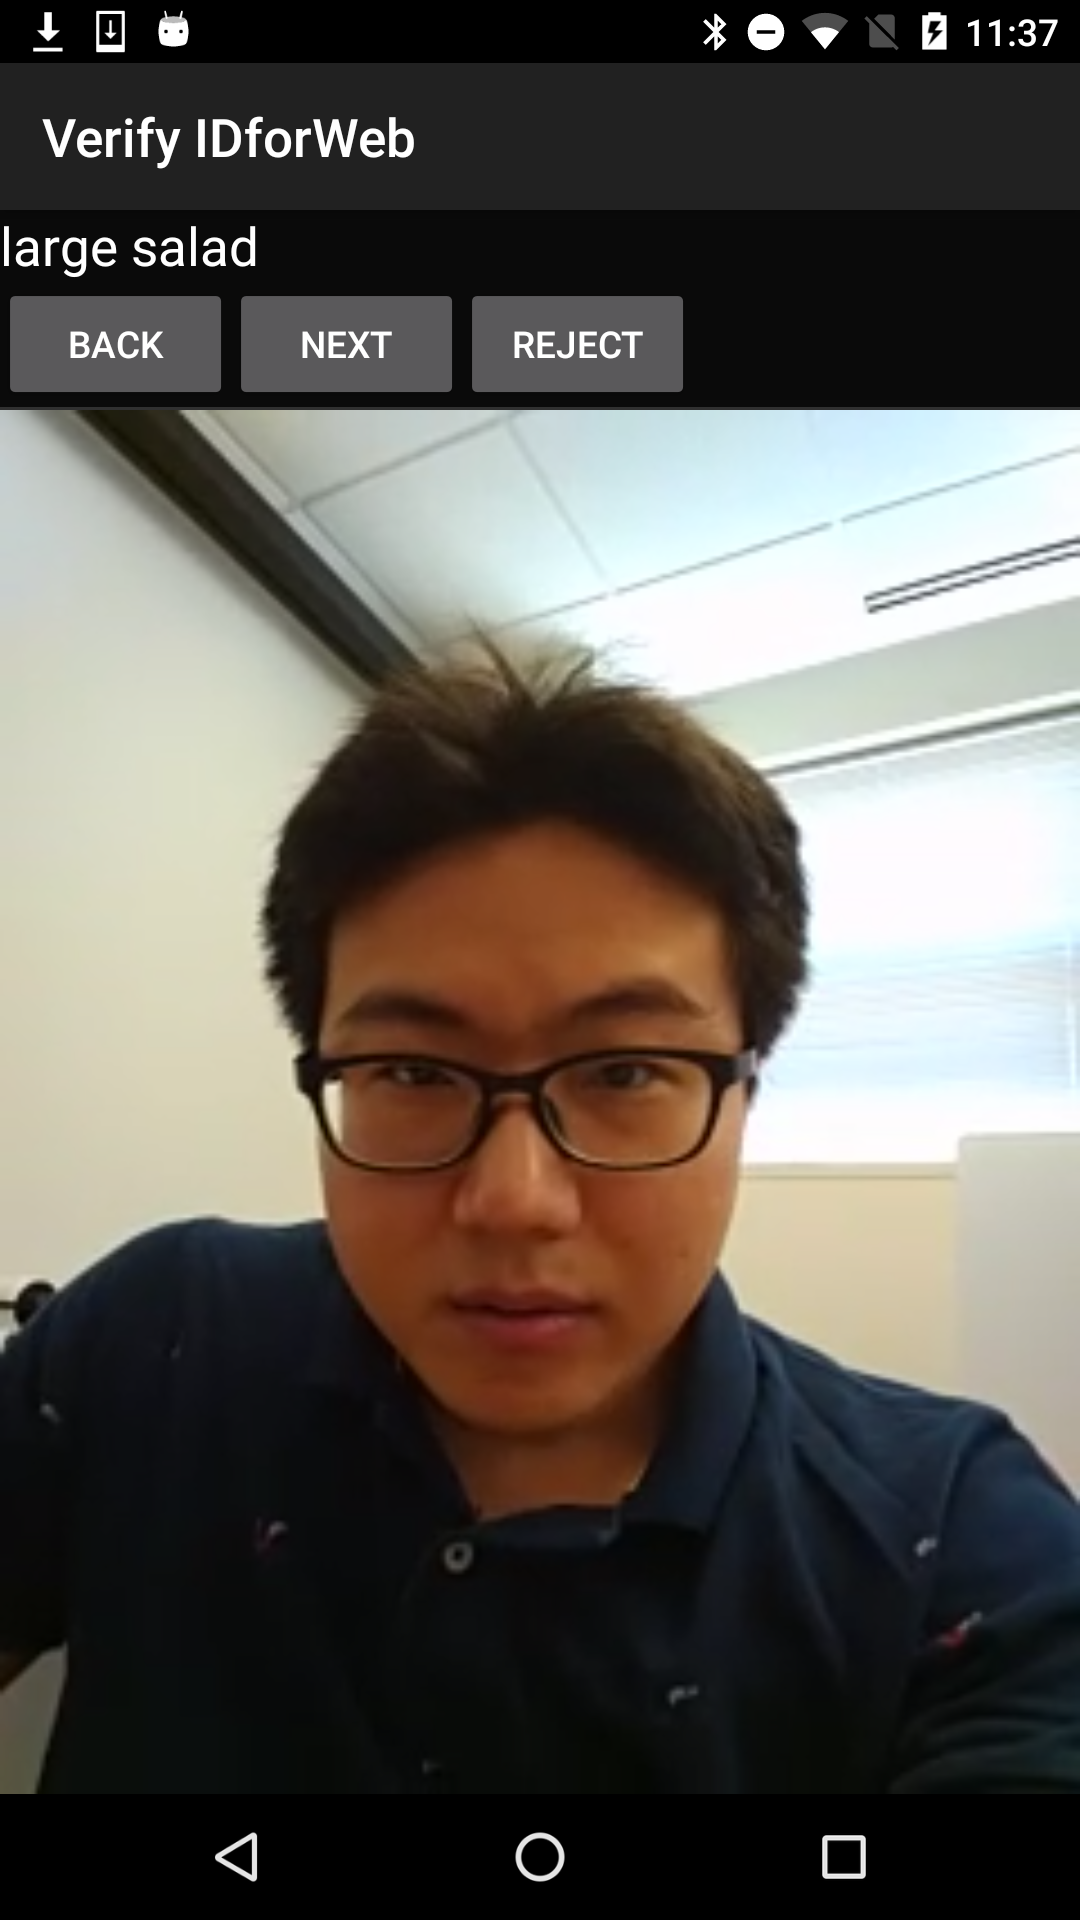 11:37
Verify IDforWeb
large salad
BACK NEXT REJECT